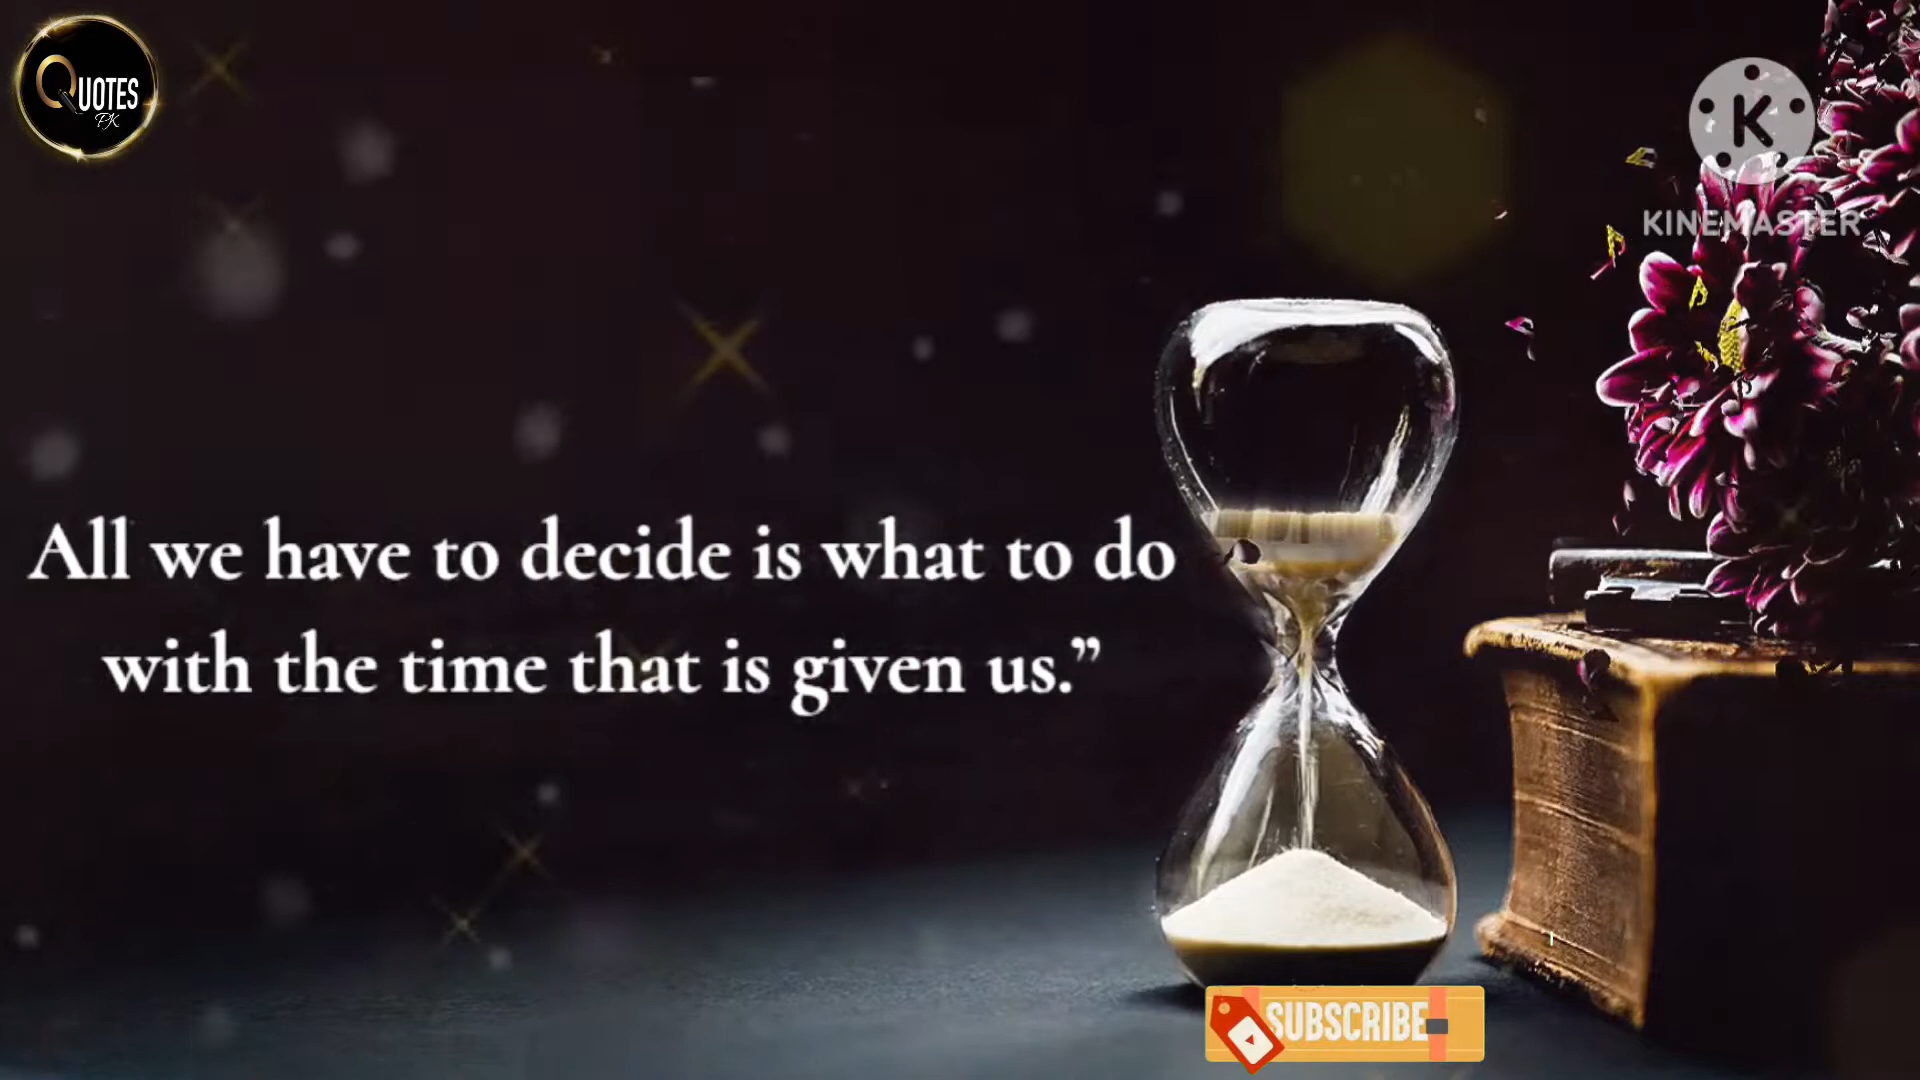 QUOTES
PK
K
KINEMASTER
All we have to decide is what to do
with the time that is given us.”
SUBSCRIBE